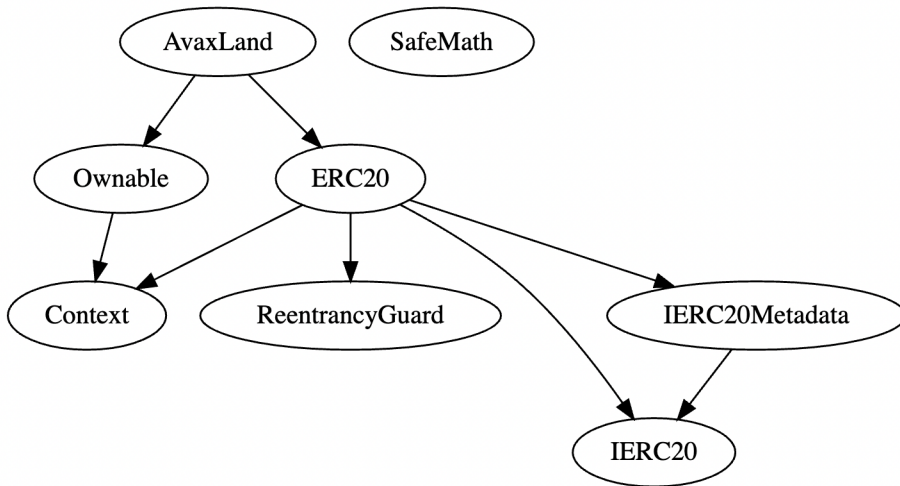 AvaxLand
SafeMath
Ownable
ERC20
Context
ReentrancyGuard
IERC20Metadata
IERC20